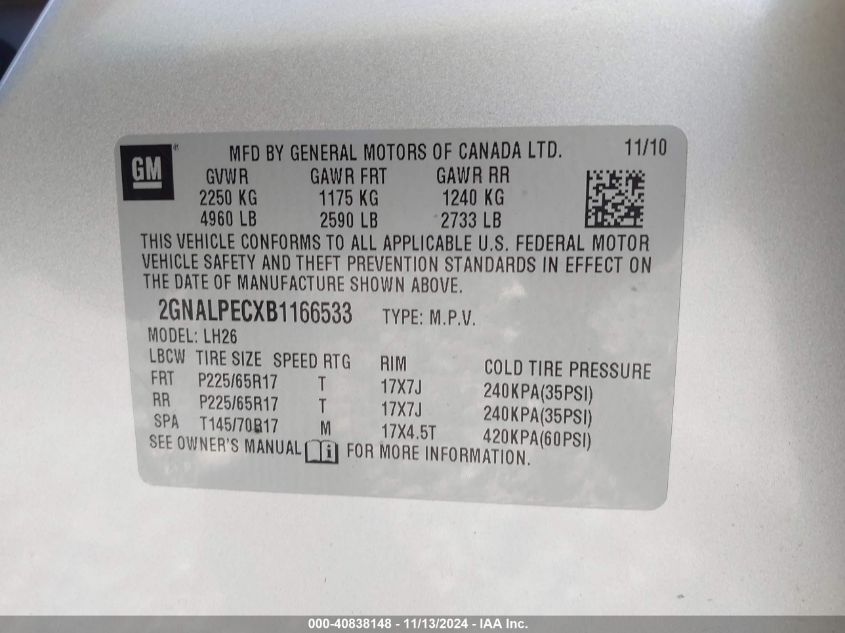 GM
MFD BY GENERAL MOTORS OF CANADA LTD. 11/10
GVWR GAWR FRT GAWR RR
2250 KG 1175 KG 1240 KG
4960 LB 2590 LB 2733 LB
THIS VEHICLE CONFORMS TO ALL APPLICABLE U.S. FEDERAL MOTOR
VEHICLE SAFETY AND THEFT PREVENTION STANDARDS IN EFFECT ON
THE DATE OF MANUFACTURE SHOWN ABOVE.
2GNALPECXB1166533 TYPE: M.P.V.
MODEL: LH26
LBCW TIRE SIZE SPEED RTG RIM COLD TIRE PRESSURE
FRT P225/65R17 T 17X7J 240KPA(35PSI)
RR P225/65R17 T 17X7J 240KPA(35PSI)
SPA T145/70B17 M 17X4.5T 420KPA(60PSI)
SEE OWNER'S MANUAL FOR MORE INFORMATION.
000-40838148 - 11/13/2024 - IAA Inc.